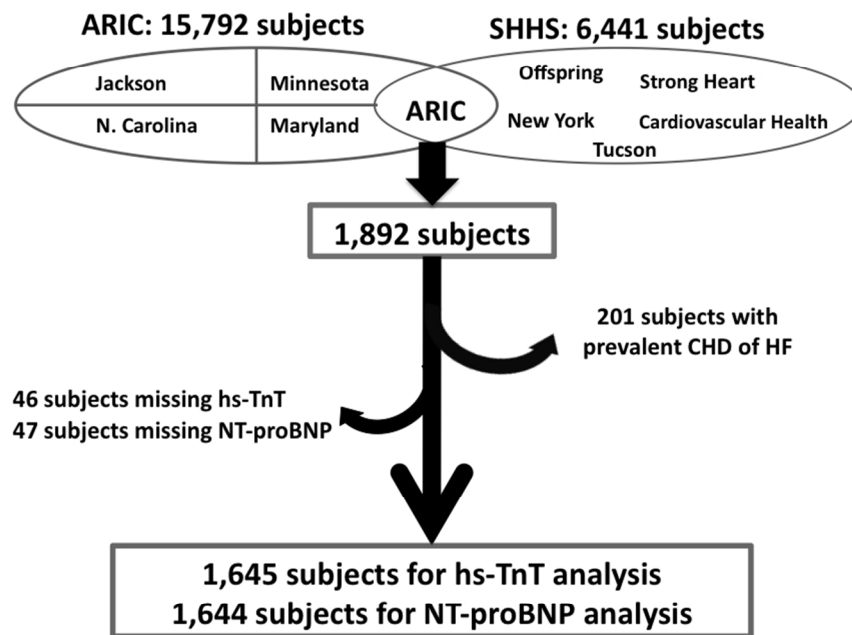 ARIC: 15,792 subjects
SHHS: 6,441 subjects
Jackson
Minnesota
N. Carolina
Maryland
ARIC
Offspring
Strong Heart
New York
Cardiovascular Health
Tucson
1,892 subjects
201 subjects with
prevalent CHD of HF
46 subjects missing hs-TnT
47 subjects missing NT-proBNP
1,645 subjects for hs-TnT analysis
1,644 subjects for NT-proBNP analysis